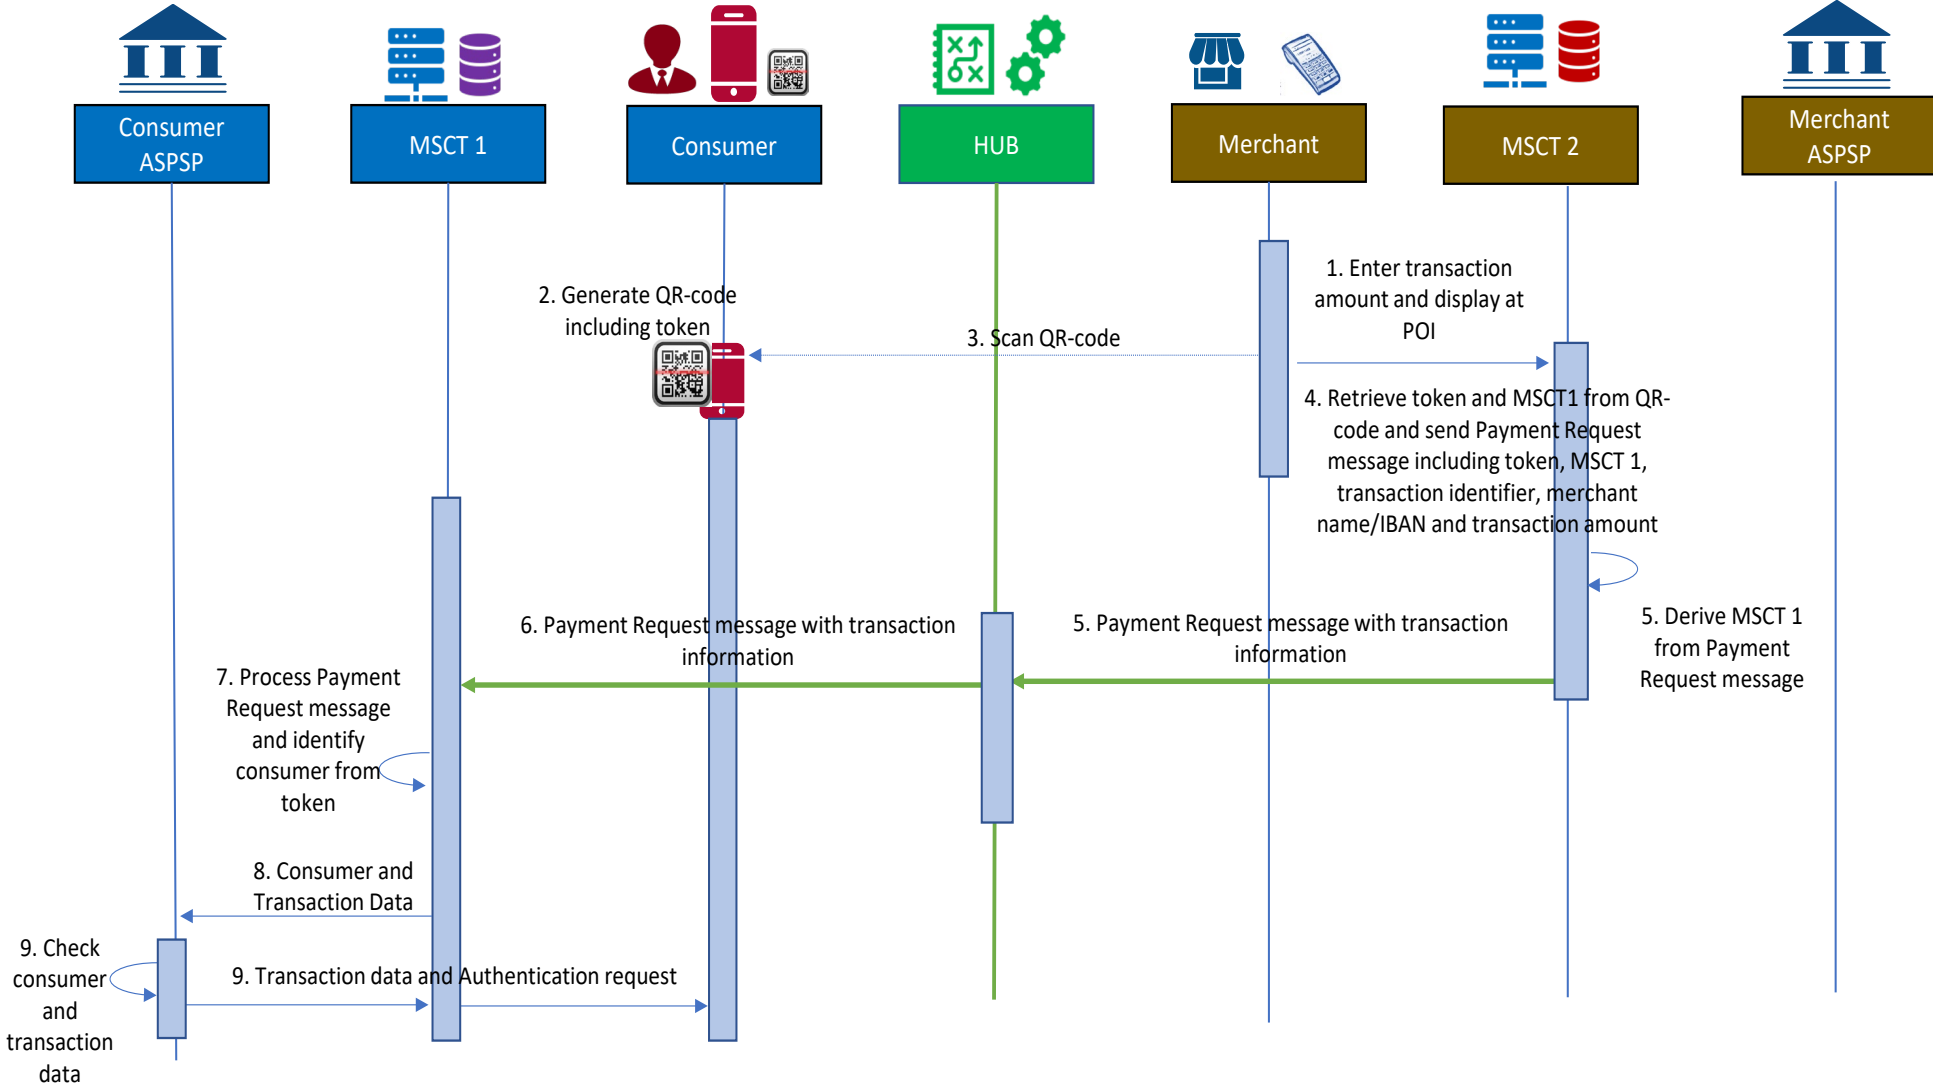 Consumer
ASPSP
MSCT 1
Consumer
HUB
Merchant
MSCT 2
Merchant
ASPSP
1. Enter transaction
amount and display at
POI
2. Generate QR-code
including token
3. Scan QR-code
4. Retrieve token and MSCT1 from QR-
code and send Payment Request
message including token, MSCT 1,
transaction identifier, merchant
name/IBAN and transaction amount
5. Derive MSCT 1
from Payment
Request message
5. Payment Request message with transaction
information
6. Payment Request message with transaction
information
7. Process Payment
Request message
and identify
consumer from
token
8. Consumer and
Transaction Data
9. Check
consumer
and
transaction
data
9. Transaction data and Authentication request